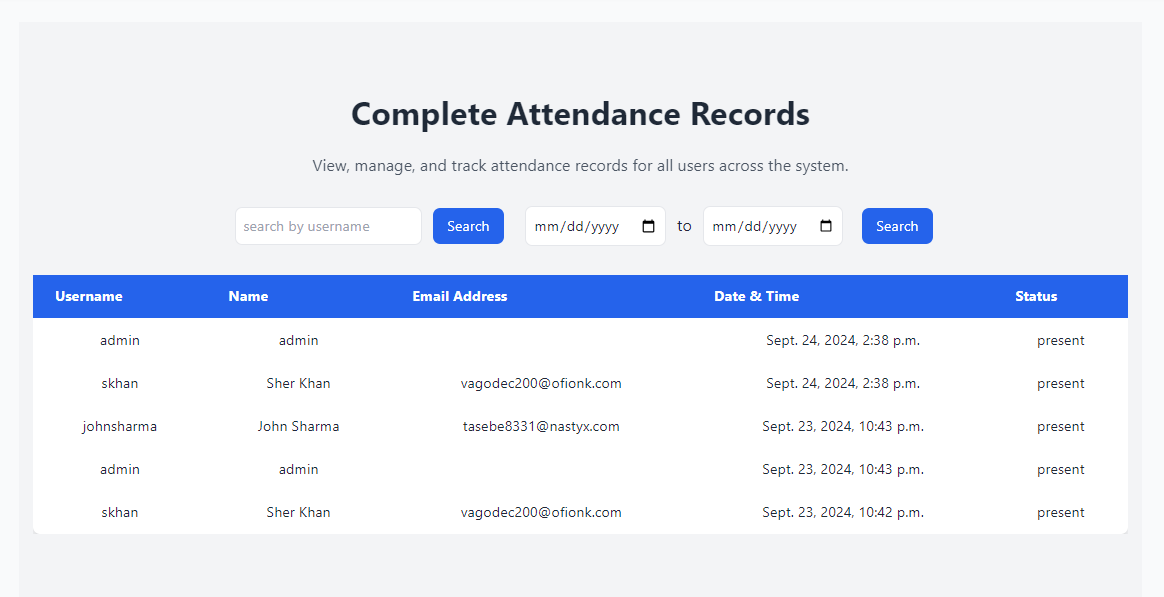 Complete Attendance Records
View, manage, and track attendance records for all users across the system.
search by username Search mm/dd/yyyy to mm/dd/yyyy Search
Username Name Email Address Date & Time Status
admin admin Sept. 24, 2024, 2:38 p.m. present
skhan Sher Khan vagodec200@ofionk.com Sept. 24, 2024, 2:38 p.m. present
johnsharma John Sharma tasebe8331@nastyx.com Sept. 23, 2024, 10:43 p.m. present
admin admin Sept. 23, 2024, 10:43 p.m. present
skhan Sher Khan vagodec200@ofionk.com Sept. 23, 2024, 10:42 p.m. present